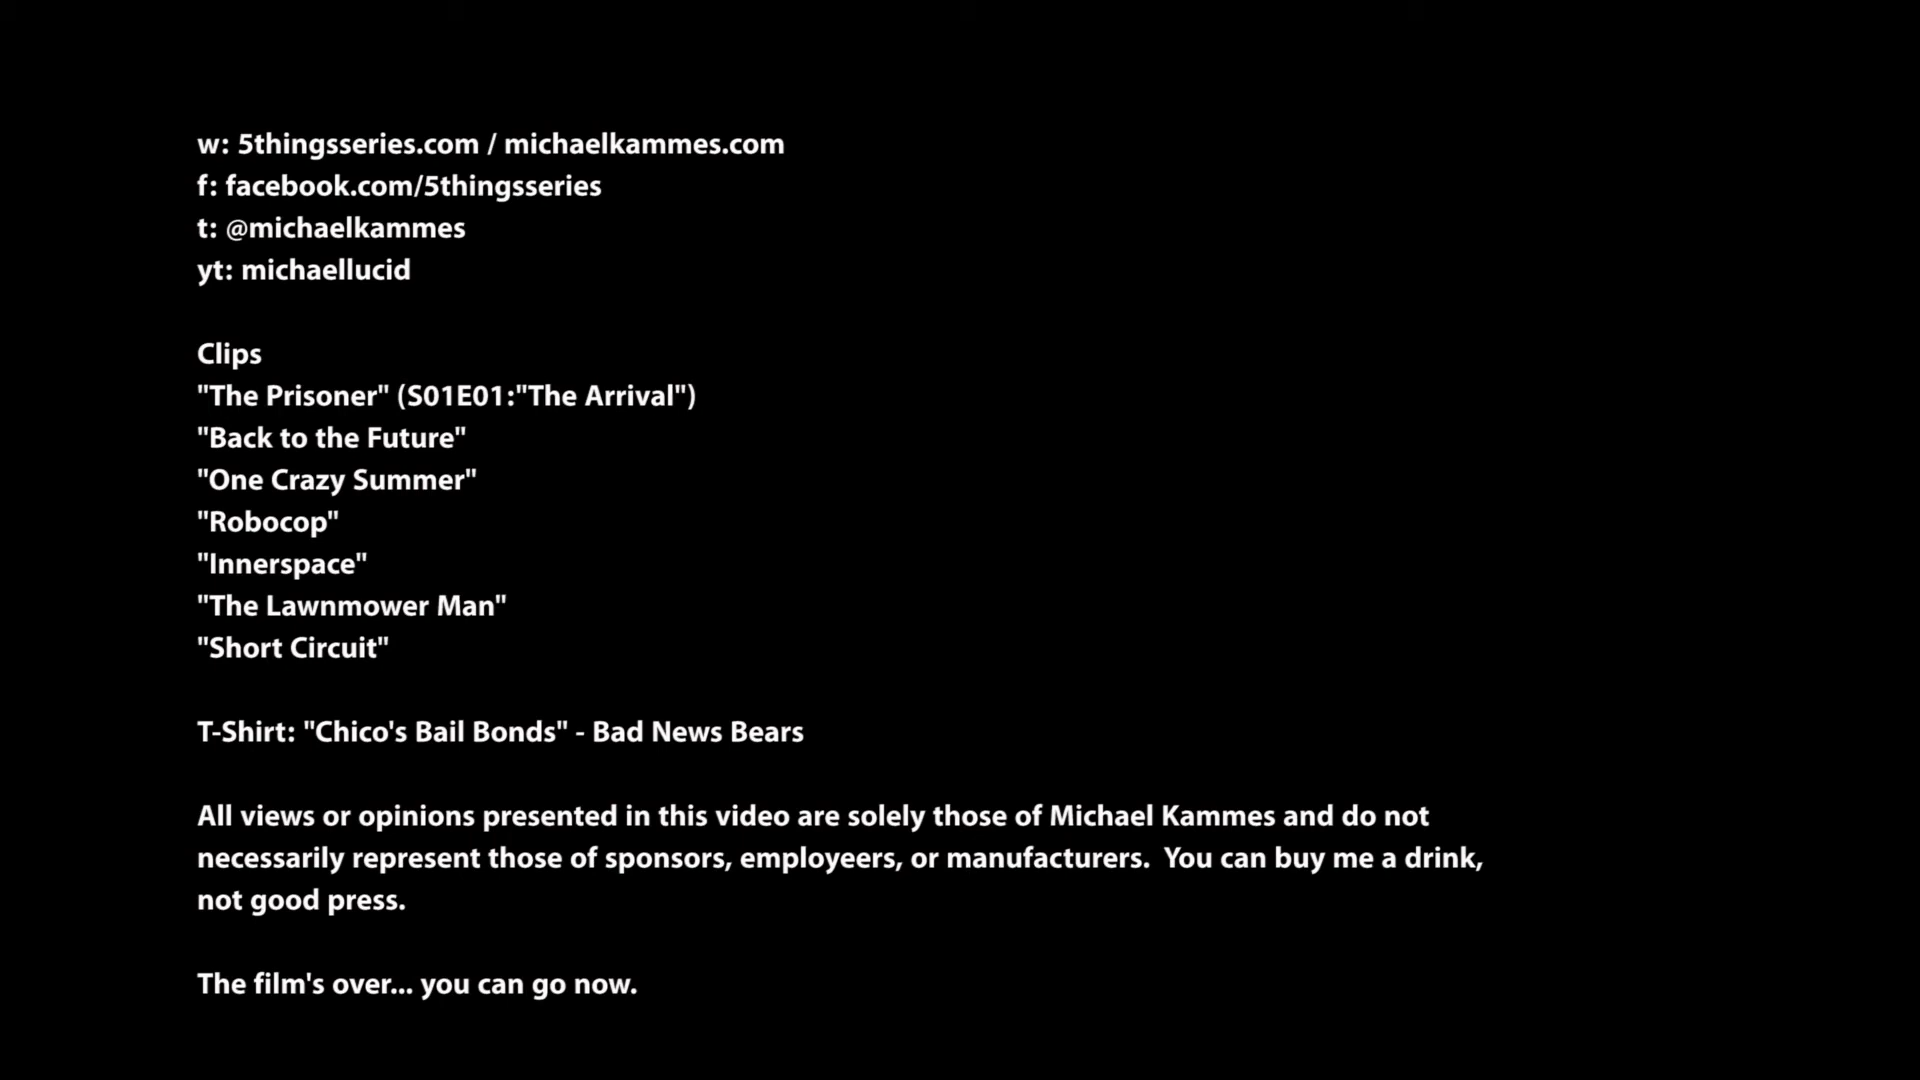 w: 5thingsseries.com / michaelkammes.com
f: facebook.com/5thingsseries
t: @michaelkammes
yt: michaellucid
Clips
"The Prisoner" (S01E01:"The Arrival")
"Back to the Future"
"One Crazy Summer"
"Robocop"
"Innerspace"
"The Lawnmower Man"
"Short Circuit"
T-Shirt: "Chico's Bail Bonds" - Bad News Bears
All views or opinions presented in this video are solely those of Michael Kammes and do not
necessarily represent those of sponsors, employeers, or manufacturers.  You can buy me a drink,
not good press.
The film's over... you can go now.